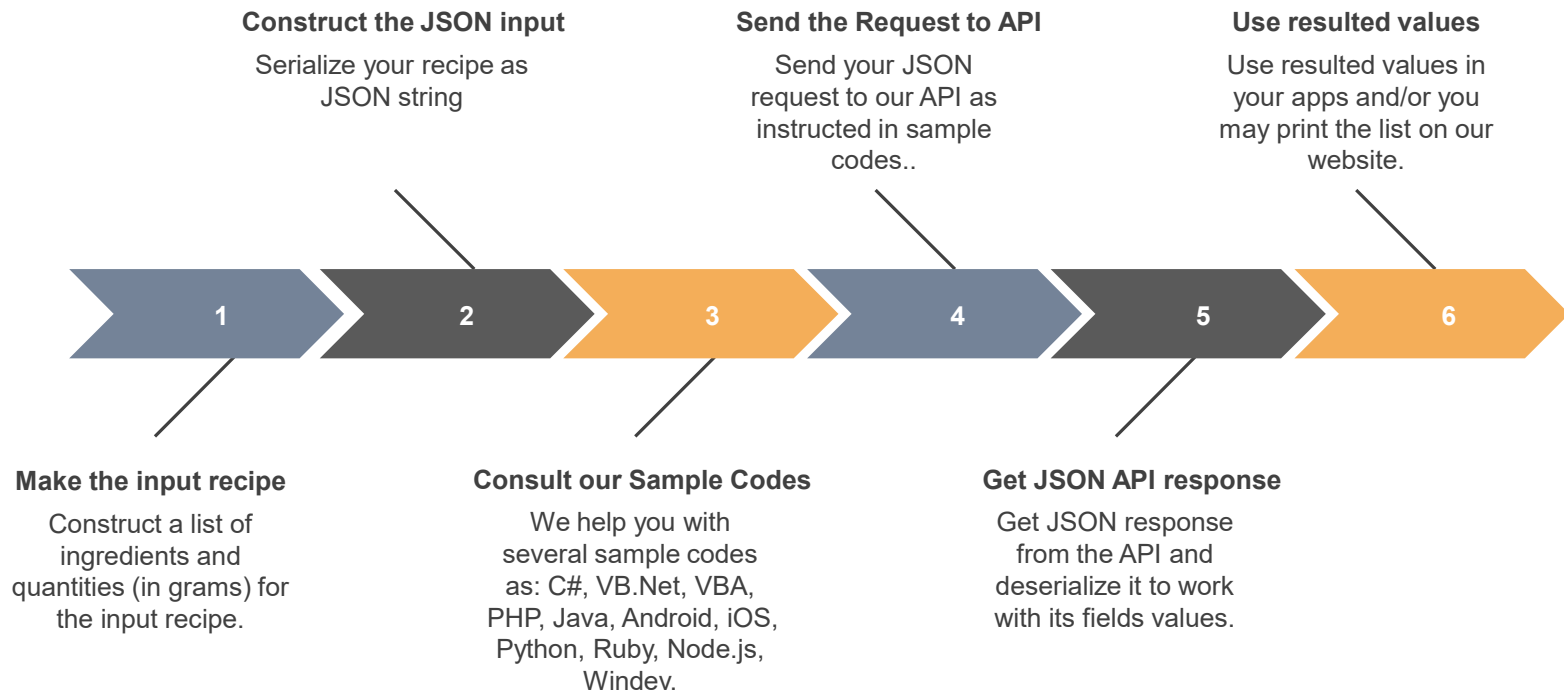 Construct the JSON input
Serialize your recipe as
JSON string
Send the Request to API
Send your JSON
request to our API as
instructed in sample
codes..
Use resulted values
Use resulted values in
your apps and/or you
may print the list on our
website.
1
2
3
4
5
6
Make the input recipe
Construct a list of
ingredients and
quantities (in grams) for
the input recipe.
Consult our Sample Codes
We help you with
several sample codes
as: C#, VB.Net, VBA,
PHP, Java, Android, iOS,
Python, Ruby, Node.js,
Windev.
Get JSON API response
Get JSON response
from the API and
deserialize it to work
with its fields values.